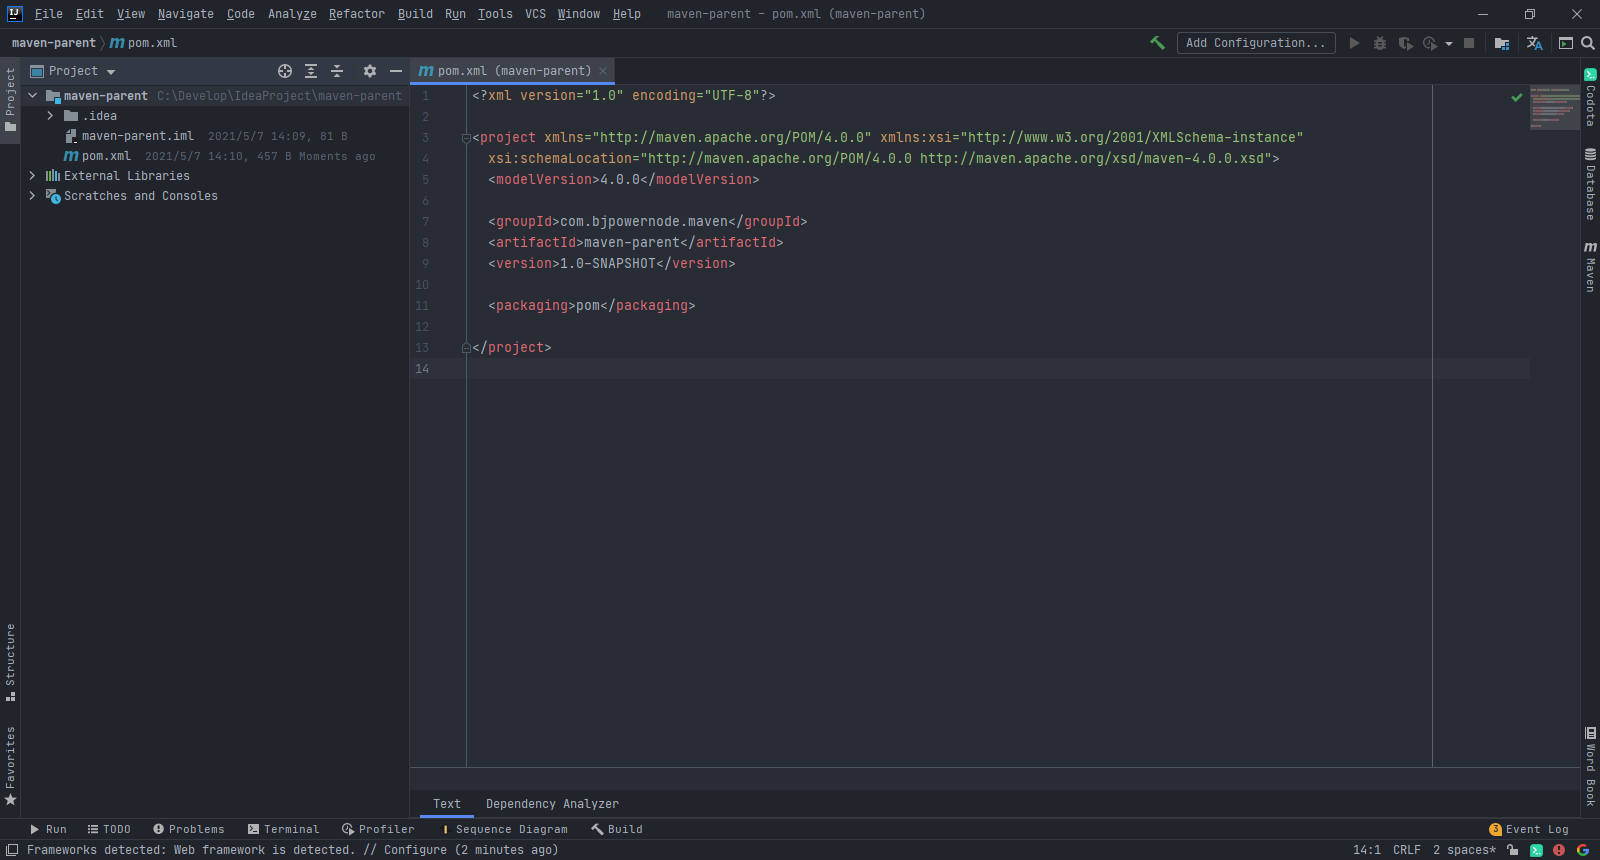 File Edit View Navigate Code Analyze Refactor Build Run Tools VCS Window Help maven-parent - pom.xml (maven-parent)
maven-parent pom.xml
Add Configuration...
Project
maven-parent C:\Develop\IdeaProject\maven-parent
.idea
maven-parent.iml 2021/5/7 14:09, 81 B
pom.xml 2021/5/7 14:10, 457 B Moments ago
External Libraries
Scratches and Consoles
pom.xml (maven-parent)
1 <?xml version="1.0" encoding="UTF-8"?>
2
3 <project xmlns="http://maven.apache.org/POM/4.0.0" xmlns:xsi="http://www.w3.org/2001/XMLSchema-instance"
4 xsi:schemaLocation="http://maven.apache.org/POM/4.0.0 http://maven.apache.org/xsd/maven-4.0.0.xsd">
5 <modelVersion>4.0.0</modelVersion>
6
7 <groupId>com.bjpowernode.maven</groupId>
8 <artifactId>maven-parent</artifactId>
9 <version>1.0-SNAPSHOT</version>
10
11 <packaging>pom</packaging>
12
13 </project>
14
Text Dependency Analyzer
Project
Structure
Favorites
Codota
Database
Maven
Word Book
Run TODO Problems Terminal Profiler Sequence Diagram Build
3 Event Log
Frameworks detected: Web framework is detected. // Configure (2 minutes ago)
14:1 CRLF 2 spaces*